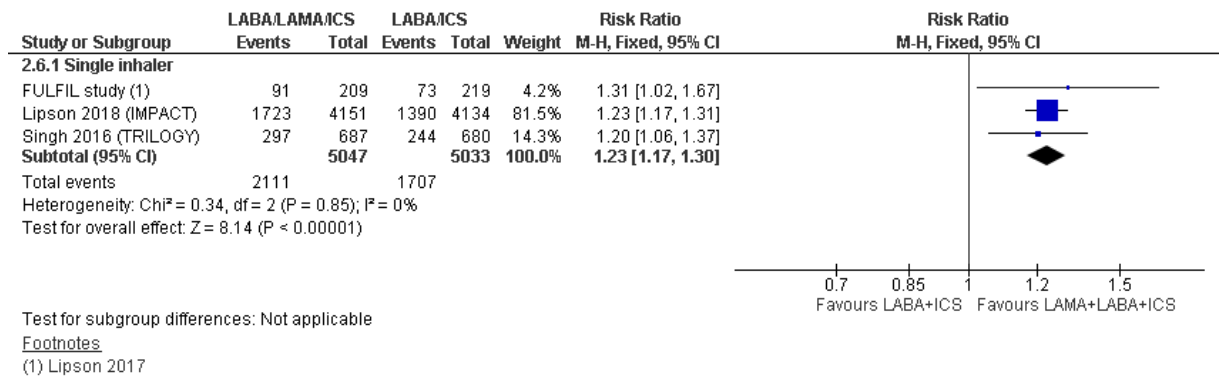 LABA/LAMA/ICS LABA/ICS Risk Ratio Risk Ratio
Study or Subgroup Events Total Events Total Weight M-H, Fixed, 95% CI M-H, Fixed, 95% CI
2.6.1 Single inhaler
FULFIL study (1) 91 209 73 219 4.2% 1.31 [1.02, 1.67]
Lipson 2018 (IMPACT) 1723 4151 1390 4134 81.5% 1.23 [1.17, 1.31]
Singh 2016 (TRILOGY) 297 687 244 680 14.3% 1.20 [1.06, 1.37]
Subtotal (95% CI) 5047 5033 100.0% 1.23 [1.17, 1.30]
Total events 2111 1707
Heterogeneity: Chi² = 0.34, df = 2 (P = 0.85); I² = 0%
Test for overall effect: Z = 8.14 (P < 0.00001)
0.7 0.85 1 1.2 1.5
Favours LABA+ICS Favours LAMA+LABA+ICS
Test for subgroup differences: Not applicable
Footnotes
(1) Lipson 2017